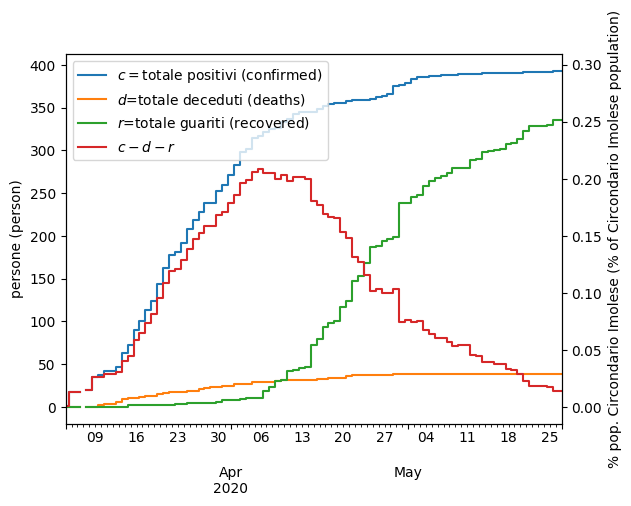 c = totale positivi (confirmed)
d=totale deceduti (deaths)
r=totale guariti (recovered)
c − d − r
persone (person)
400
350
300
250
200
150
100
50
0
0.30
0.25
0.20
0.15
0.10
0.05
0.00
% pop. Circondario Imolese (% of Circondario Imolese population)
09 16 23 30 06 13 20 27 04 11 18 25
Apr May
2020